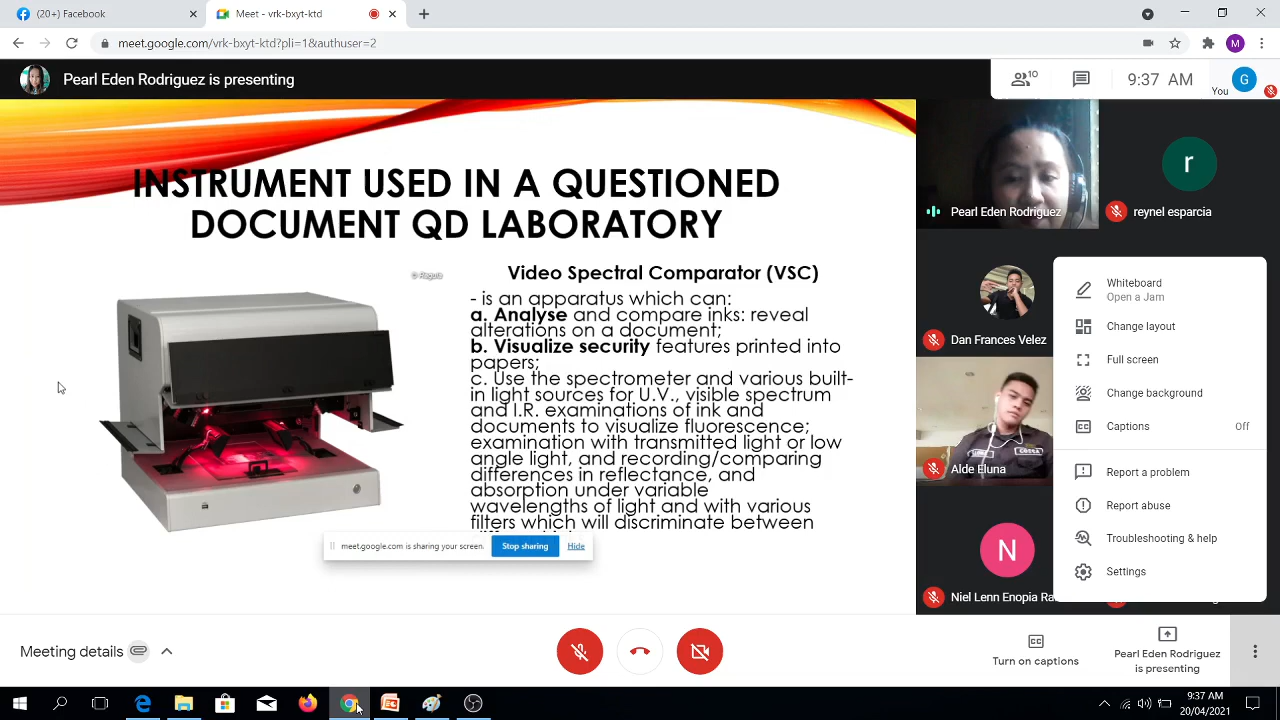 (20+) Facebook
Meet - vrk-bxyt-ktd
meet.google.com/vrk-bxyt-ktd?pli=1&authuser=2
M
Pearl Eden Rodriguez is presenting
10
9:37 AM
You
G
INSTRUMENT USED IN A QUESTIONED
DOCUMENT QD LABORATORY
© Regula
Video Spectral Comparator (VSC)
- is an apparatus which can:
a. Analyse and compare inks: reveal
alterations on a document;
b. Visualize security features printed into
papers;
c. Use the spectrometer and various built-
in light sources for U.V., visible spectrum
and I.R. examinations of ink and
documents to visualize fluorescence;
examination with transmitted light or low
angle light, and recording/comparing
differences in reflectance, and
absorption under variable
wavelengths of light and with various
filters which will discriminate between
meet.google.com is sharing your screen.
Stop sharing
Hide
Pearl Eden Rodriguez
r
reynel esparcia
Dan Frances Velez
Alde Eluna
N
Niel Lenn Enopia Ra
Whiteboard
Open a Jam
Change layout
Full screen
Change background
Captions
Off
Report a problem
Report abuse
Troubleshooting & help
Settings
Meeting details
Turn on captions
Pearl Eden Rodriguez
is presenting
9:37 AM
20/04/2021